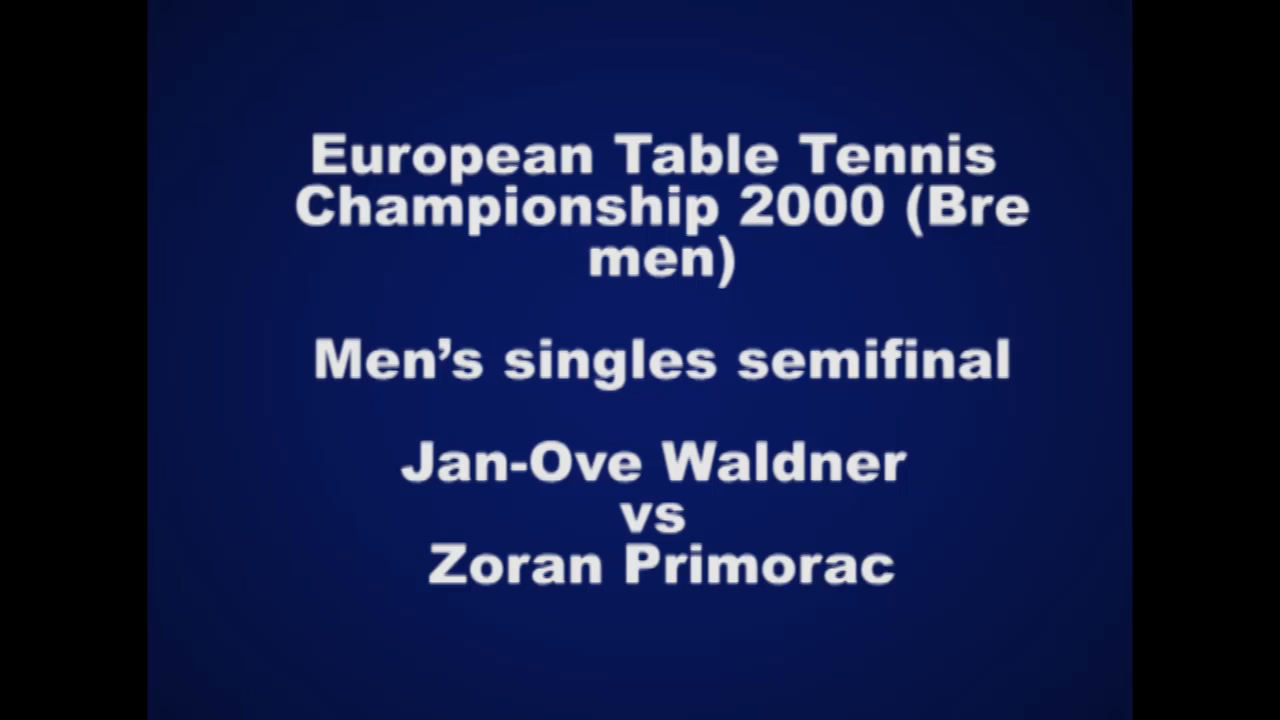 European Table Tennis
Championship 2000 (Bre
men)
Men’s singles semifinal
Jan-Ove Waldner
vs
Zoran Primorac